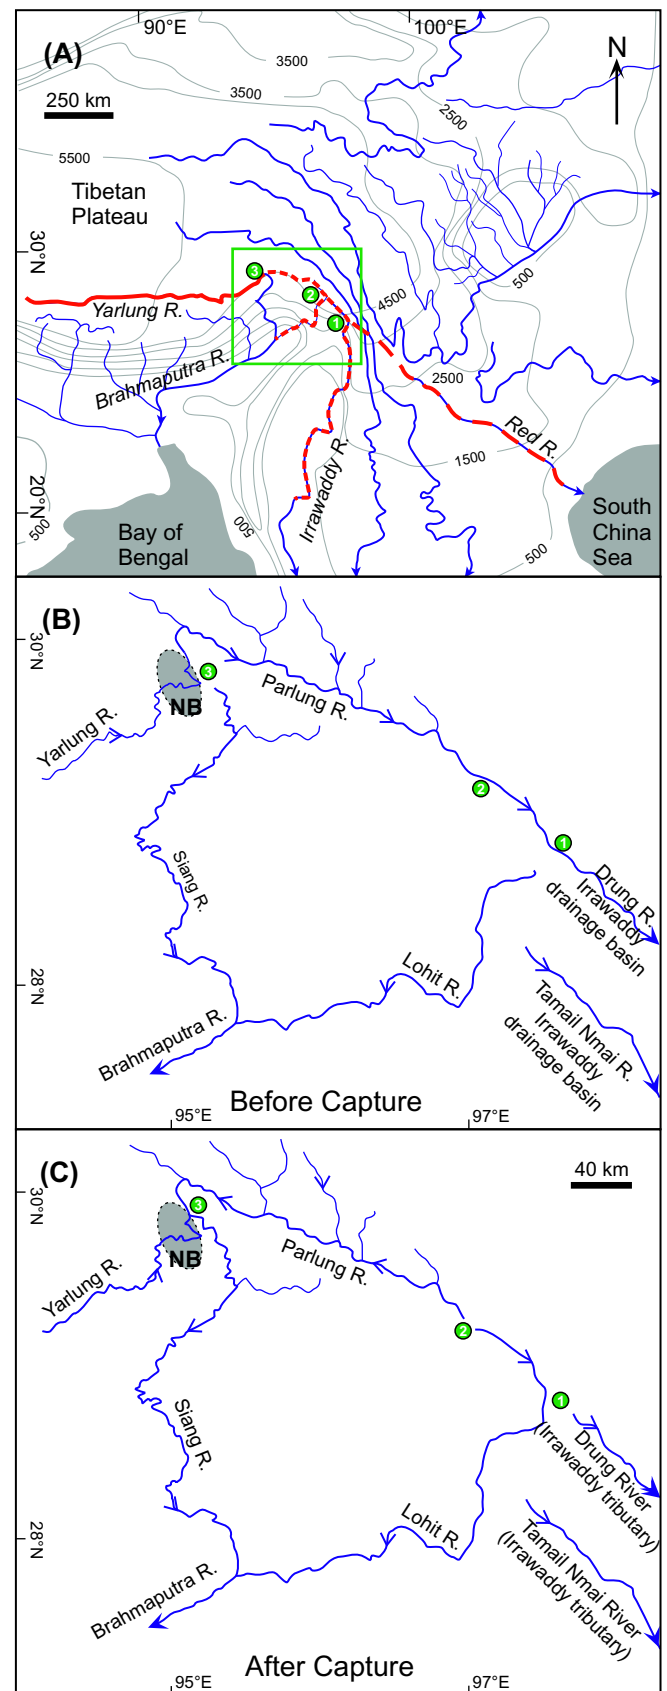 (A)
90°E
100°E
N
250 km
3500
3500
2500
5500
Tibetan
Plateau
30°N
3
2
1
4500
500
Yarlung R.
Brahmaputra R.
2500
Red R.
1500
Irrawaddy R.
20°N
500
500
500
Bay of
Bengal
South
China
Sea
(B)
30°N
3
NB
Parlung R.
Yarlung R.
2
1
Siang R.
Drung R.
Irrawaddy
drainage basin
28°N
Lohit R.
Tamail Nmai R.
Irrawaddy
drainage basin
Brahmaputra R.
Before Capture
95°E
97°E
(C)
40 km
30°N
3
NB
Parlung R.
Yarlung R.
2
1
Siang R.
Drung River
(Irrawaddy tributary)
28°N
Lohit R.
Tamail Nmai River
(Irrawaddy tributary)
Brahmaputra R.
After Capture
95°E
97°E